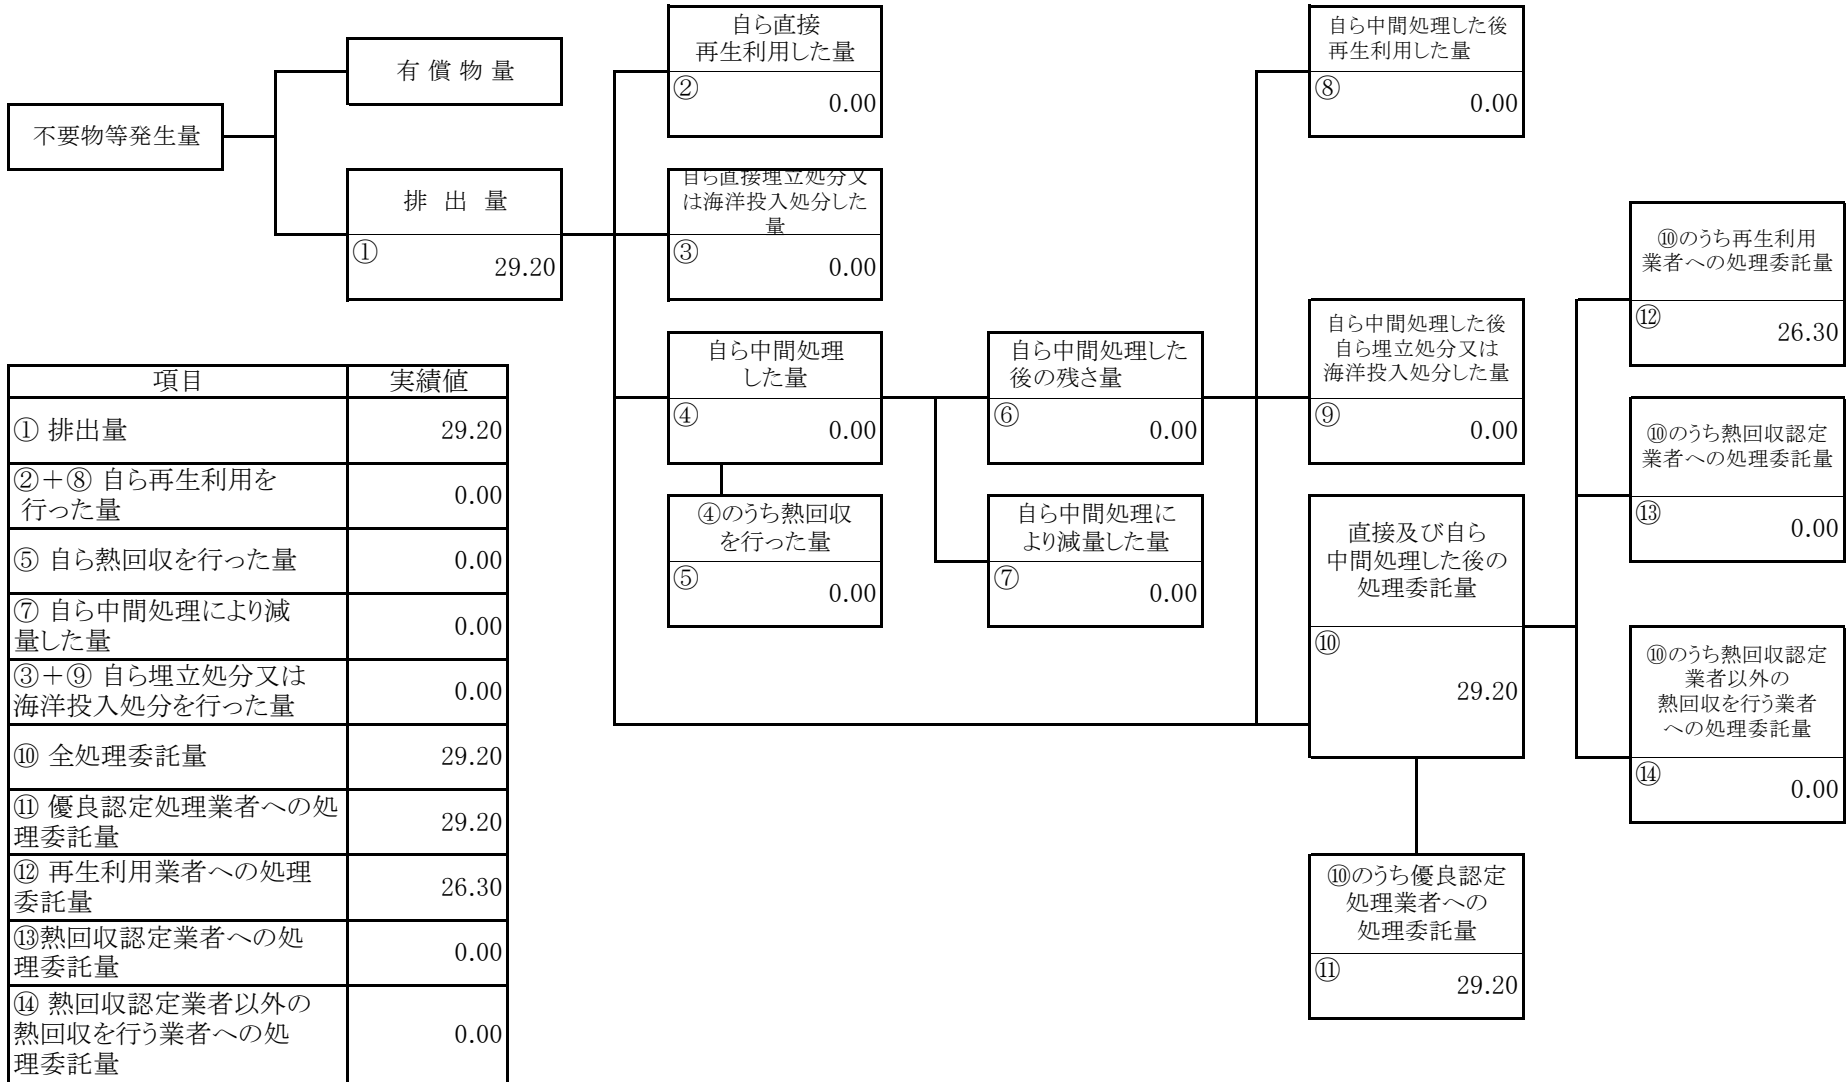 不要物等発生量
有 償 物 量
排 出 量
①
29.20
自ら直接
再生利用した量
②
0.00
自ら直接埋立処分又
は海洋投入処分した
量
③
0.00
自ら中間処理
した量
④
0.00
④のうち熱回収
を行った量
⑤
0.00
自ら中間処理した
後の残さ量
⑥
0.00
自ら中間処理に
より減量した量
⑦
0.00
自ら中間処理した後
再生利用した量
⑧
0.00
自ら中間処理した後
自ら埋立処分又は
海洋投入処分した量
⑨
0.00
直接及び自ら
中間処理した後の
処理委託量
⑩
29.20
⑩のうち優良認定
処理業者への
処理委託量
⑪
29.20
⑩のうち再生利用
業者への処理委託量
⑫
26.30
⑩のうち熱回収認定
業者への処理委託量
⑬
0.00
⑩のうち熱回収認定
業者以外の
熱回収を行う業者
への処理委託量
⑭
0.00
項目 実績値
① 排出量 29.20
②+⑧ 自ら再生利用を
行った量 0.00
⑤ 自ら熱回収を行った量 0.00
⑦ 自ら中間処理により減
量した量 0.00
③+⑨ 自ら埋立処分又は
海洋投入処分を行った量 0.00
⑩ 全処理委託量 29.20
⑪ 優良認定処理業者への処
理委託量 29.20
⑫ 再生利用業者への処理
委託量 26.30
⑬熱回収認定業者への処
理委託量 0.00
⑭ 熱回収認定業者以外の
熱回収を行う業者への処
理委託量 0.00